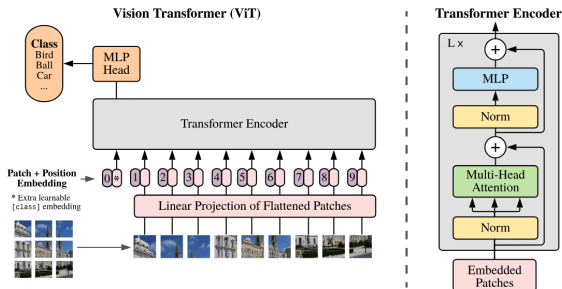 Vision Transformer (ViT)
Class
Bird
Ball
Car
...
MLP
Head
Transformer Encoder
Patch + Position
Embedding
0 * 1 2 3 4 5 6 7 8 9
* Extra learnable
[class] embedding
Linear Projection of Flattened Patches
Transformer Encoder
L x
+
MLP
Norm
+
Multi-Head
Attention
Norm
Embedded
Patches